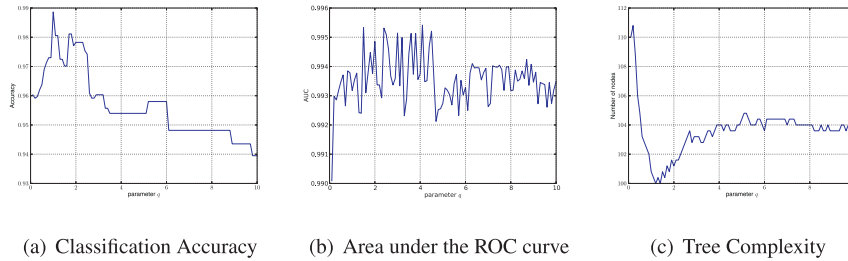 0.99
0.98
0.97
0.96
0.95
0.94
0.93
0 2 4 6 8 10
Accuracy
parameter q
0.996
0.995
0.994
0.993
0.992
0.991
0.990
0 2 4 6 8 10
AUC
parameter q
112
110
108
106
104
102
100
0 2 4 6 8
Number of nodes
parameter q
(a) Classification Accuracy
(b) Area under the ROC curve
(c) Tree Complexity